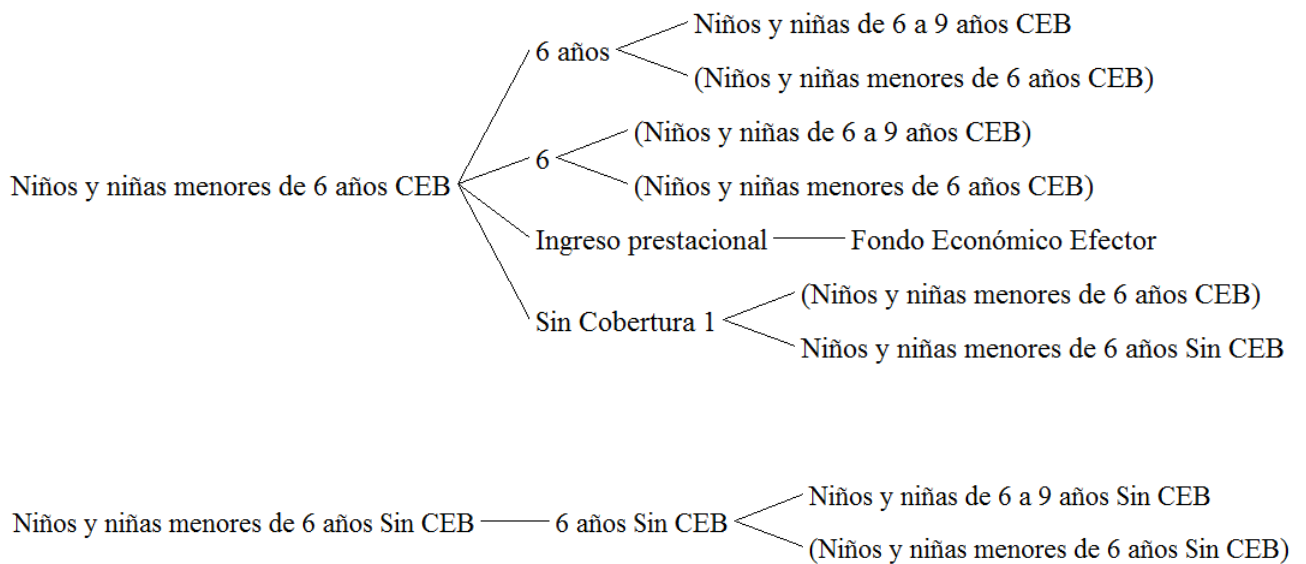 Niños y niñas de 6 a 9 años CEB
6 años
(Niños y niñas menores de 6 años CEB)
(Niños y niñas de 6 a 9 años CEB)
6
Niños y niñas menores de 6 años CEB
(Niños y niñas menores de 6 años CEB)
Ingreso prestacional
Fondo Económico Efector
(Niños y niñas menores de 6 años CEB)
Sin Cobertura 1
Niños y niñas menores de 6 años Sin CEB
Niños y niñas de 6 a 9 años Sin CEB
Niños y niñas menores de 6 años Sin CEB
6 años Sin CEB
(Niños y niñas menores de 6 años Sin CEB)